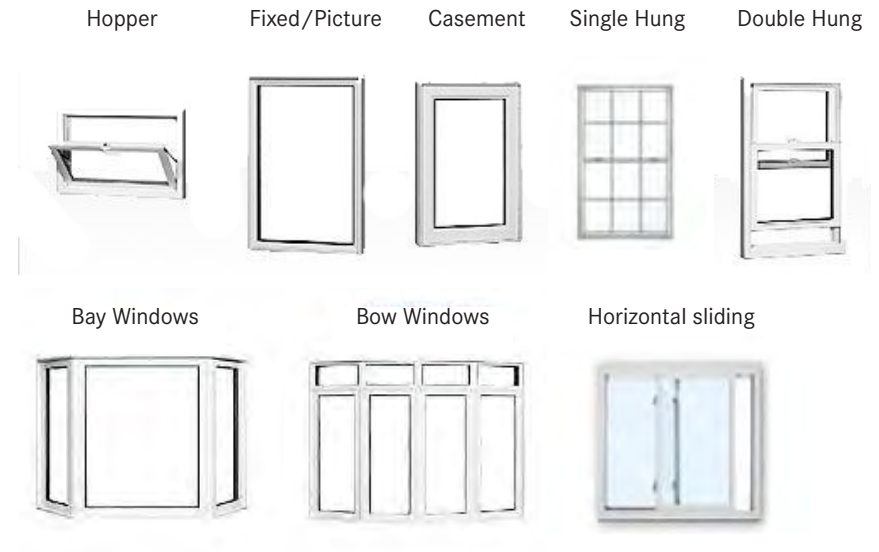 Hopper
Fixed/Picture
Casement
Single Hung
Double Hung
Bay Windows
Bow Windows
Horizontal sliding